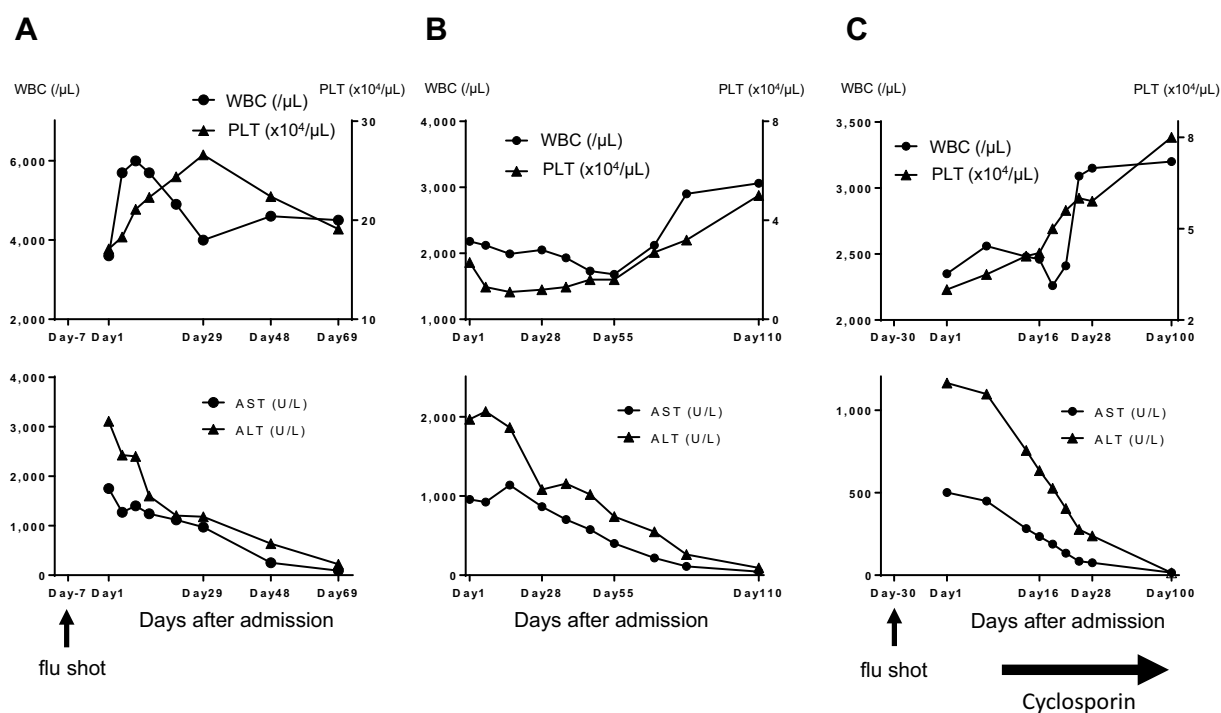 A
WBC (/µL)
PLT (x10⁴/µL)
WBC (/µL)
PLT (x10⁴/µL)
30
6,000
20
4,000
2,000
10
Day-7
Day1
Day29
Day48
Day69
4,000
AST (U/L)
ALT (U/L)
3,000
2,000
1,000
0
Day-7
Day1
Day29
Day48
Day69
Days after admission
flu shot
B
WBC (/µL)
PLT (x10⁴/µL)
4,000
8
WBC (/µL)
PLT (x10⁴/µL)
3,000
4
2,000
1,000
0
Day1
Day28
Day55
Day110
AST (U/L)
ALT (U/L)
2,000
1,000
0
Day1
Day28
Day55
Day110
Days after admission
C
WBC (/µL)
PLT (x10⁴/µL)
3,500
8
WBC (/µL)
PLT (x10⁴/µL)
3,000
5
2,500
2,000
2
Day-30
Day1
Day16
Day28
Day100
1,000
AST (U/L)
ALT (U/L)
500
0
Day-30
Day1
Day16
Day28
Day100
Days after admission
flu shot
Cyclosporin